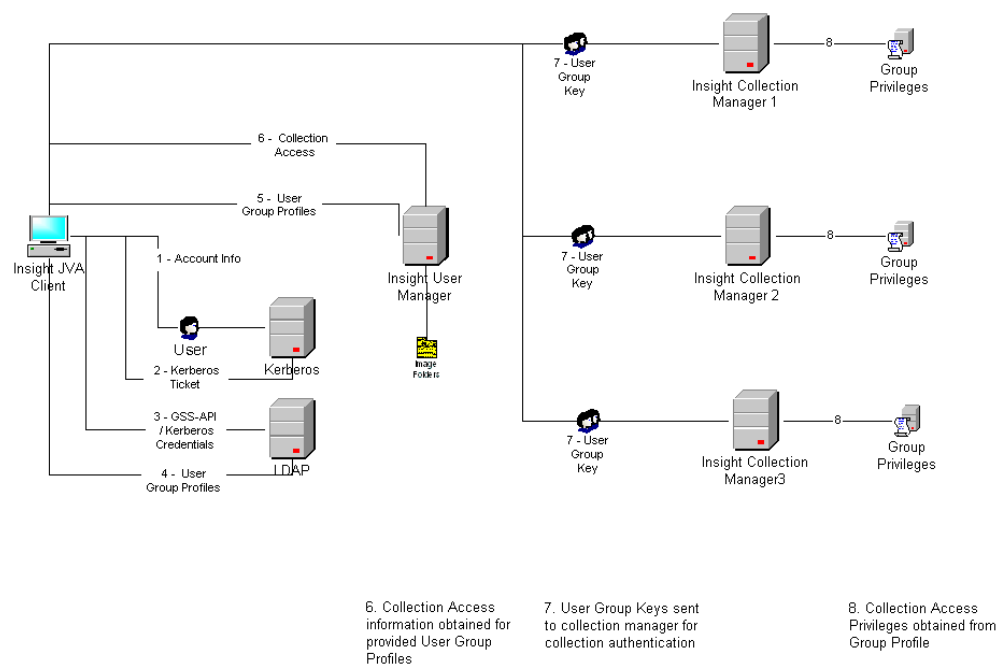 8
7 - User
Group
Key
Insight Collection
Manager 1
Group
Privileges
6 - Collection
Access
5 - User
Group Profiles
Insight JVA
Client
1 - Account Info
Insight User
Manager
7 - User
Group
Key
Insight Collection
Manager 2
8
Group
Privileges
User
Kerberos
2 - Kerberos
Ticket
Image
Folders
3 - GSS-API
/ Kerberos
Credentials
LDAP
4 - User
Group Profiles
7 - User
Group
Key
Insight Collection
Manager3
8
Group
Privileges
6. Collection Access
information obtained for
provided User Group
Profiles
7. User Group Keys sent
to collection manager for
collection authentication
8. Collection Access
Privileges obtained from
Group Profile